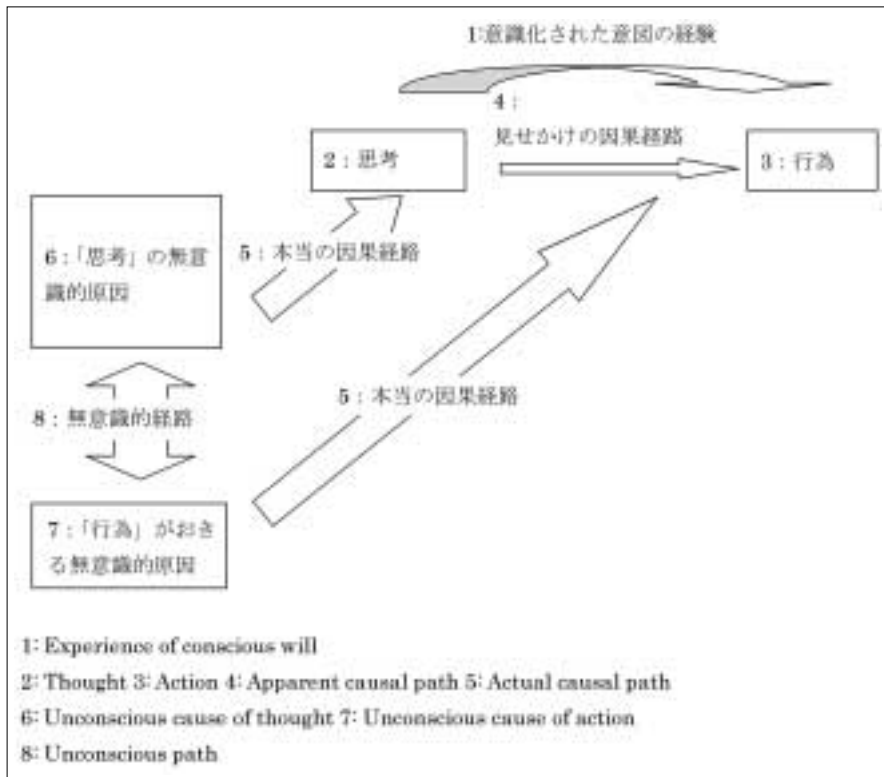 1:意識化された意図の経験
4：
見せかけの因果経路
2：思考
3：行為
6：「思考」の無意
識的原因
5：本当の因果経路
5：本当の因果経路
8：無意識的経路
7：「行為」がおき
る無意識的原因
1: Experience of conscious will
2: Thought 3: Action 4: Apparent causal path 5: Actual causal path
6: Unconscious cause of thought 7: Unconscious cause of action
8: Unconscious path